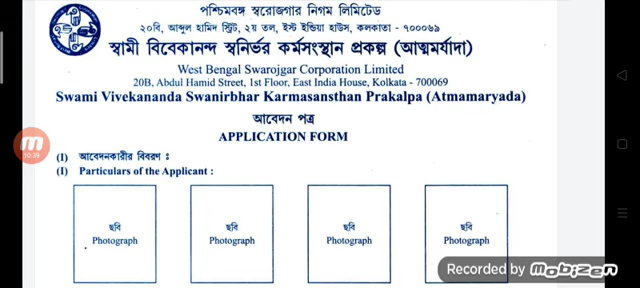 পশ্চিমবঙ্গ স্বরোজগার নিগম লিমিটেড
২০বি, আব্দুল হামিদ স্ট্রিট, ২য় তল, ইস্ট ইন্ডিয়া হাউস, কলকাতা - ৭০০০৬৯
স্বামী বিবেকানন্দ স্বনির্ভর কর্মসংস্থান প্রকল্প (আত্মমর্যাদা)
West Bengal Swarojgar Corporation Limited
20B, Abdul Hamid Street, 1st Floor, East India House, Kolkata - 700069
Swami Vivekananda Swanirbhar Karmasansthan Prakalpa (Atmamaryada)
আবেদন পত্র
APPLICATION FORM
(I) আবেদনকারীর বিবরণ ঃ
(I) Particulars of the Applicant :
ছবি ছবি ছবি ছবি
Photograph Photograph Photograph Photograph
10:39
Recorded by Mobizen